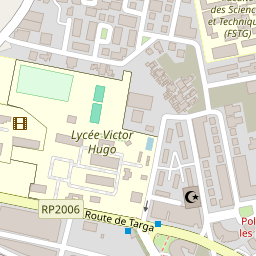 des Scienc
et Techniqu
(FSTG)
Lycée Victor
Hugo
RP2006
Route de Targa
Pol
les